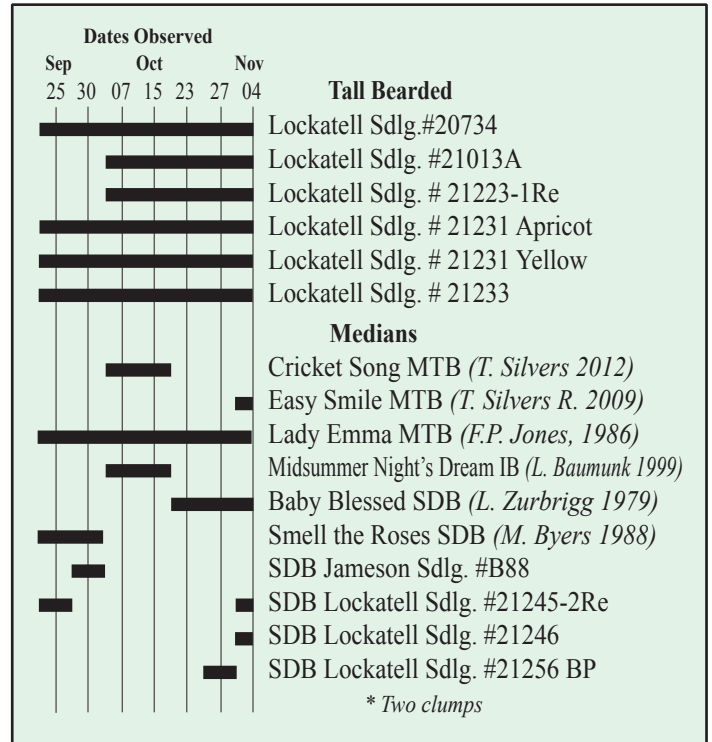 Dates Observed
Sep Oct Nov
25 30 07 15 23 27 04
Tall Bearded
Lockatell Sdlg.#20734
Lockatell Sdlg. #21013A
Lockatell Sdlg. # 21223-1Re
Lockatell Sdlg. # 21231 Apricot
Lockatell Sdlg. # 21231 Yellow
Lockatell Sdlg. # 21233
Medians
Cricket Song MTB (T. Silvers 2012)
Easy Smile MTB (T. Silvers R. 2009)
Lady Emma MTB (F.P. Jones, 1986)
Midsummer Night's Dream IB (L. Baumunk 1999)
Baby Blessed SDB (L. Zurbrigg 1979)
Smell the Roses SDB (M. Byers 1988)
SDB Jameson Sdlg. #B88
SDB Lockatell Sdlg. #21245-2Re
SDB Lockatell Sdlg. #21246
SDB Lockatell Sdlg. #21256 BP
* Two clumps